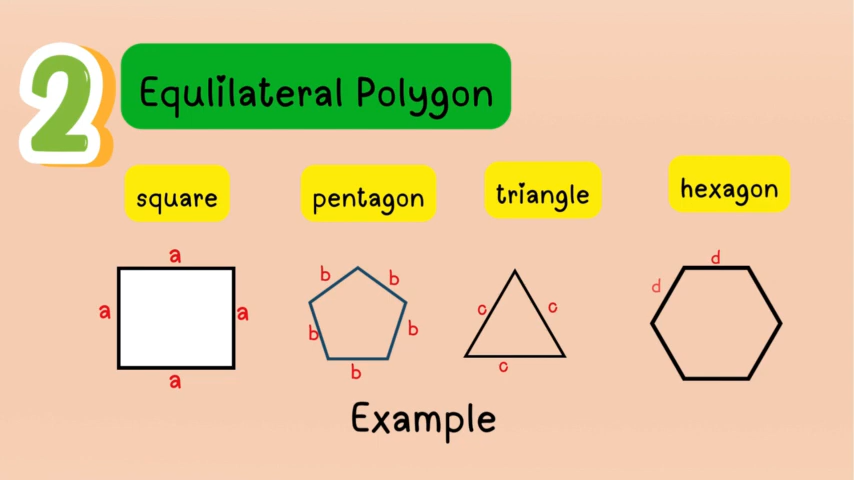 2
Equlilateral Polygon
square
pentagon
triangle
hexagon
a
a
a
a
b
b
b
b
b
c
c
c
d
d
Example